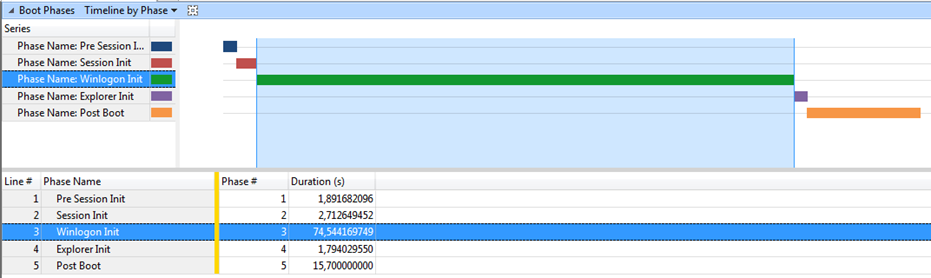 Boot Phases Timeline by Phase
Series
Phase Name: Pre Session I...
Phase Name: Session Init
Phase Name: Winlogon Init
Phase Name: Explorer Init
Phase Name: Post Boot
Line # Phase Name Phase # Duration (s)
1 Pre Session Init 1 1,891682096
2 Session Init 2 2,712649452
3 Winlogon Init 3 74,544169749
4 Explorer Init 4 1,794029550
5 Post Boot 5 15,700000000